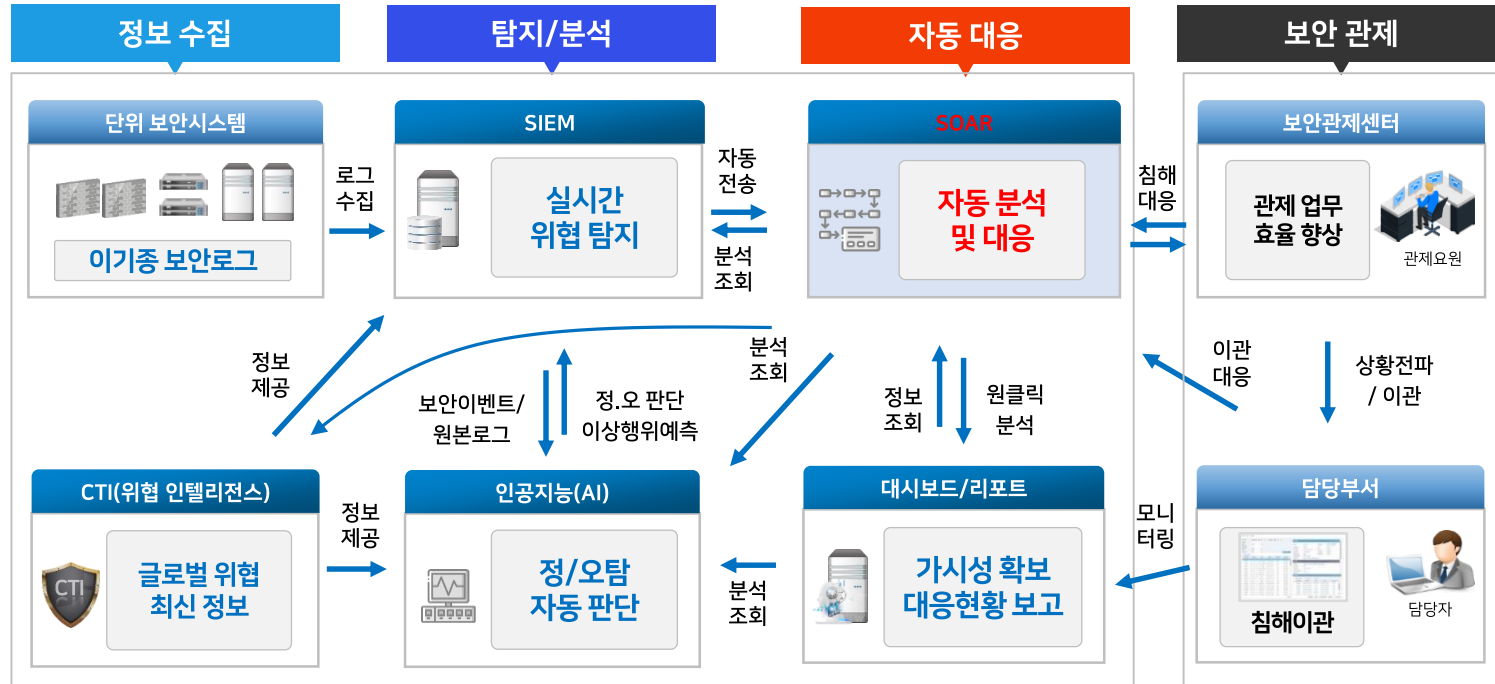 정보 수집
탐지/분석
자동 대응
보안 관제
단위 보안시스템
이기종 보안로그
로그
수집
SIEM
실시간
위협 탐지
자동
전송
분석
조회
SOAR
자동 분석
및 대응
침해
대응
보안관제센터
관제 업무
효율 향상
관제요원
정보
제공
보안이벤트/
원본로그
정.오 판단
이상행위예측
분석
조회
정보
조회
원클릭
분석
이관
대응
상황전파
/ 이관
CTI(위협 인텔리전스)
CTI
글로벌 위협
최신 정보
정보
제공
인공지능(AI)
정/오탐
자동 판단
분석
조회
대시보드/리포트
가시성 확보
대응현황 보고
모니
터링
담당부서
침해이관
담당자